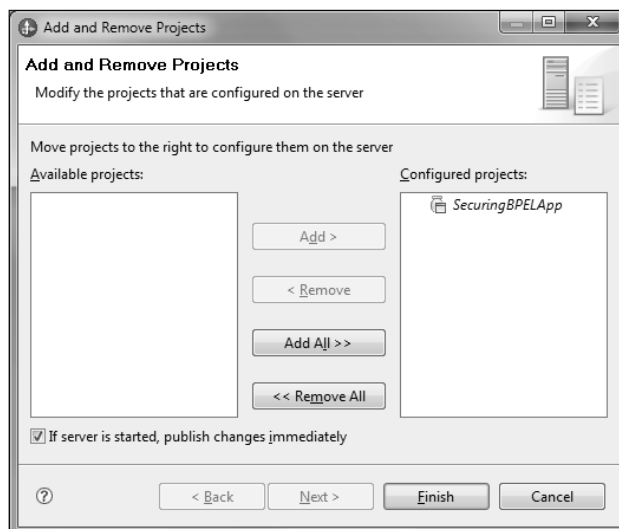 Add and Remove Projects
Add and Remove Projects
Modify the projects that are configured on the server
Move projects to the right to configure them on the server
Available projects:
Configured projects:
SecuringBPELApp
Add >
< Remove
Add All >>
<< Remove All
If server is started, publish changes immediately
?
< Back
Next >
Finish
Cancel